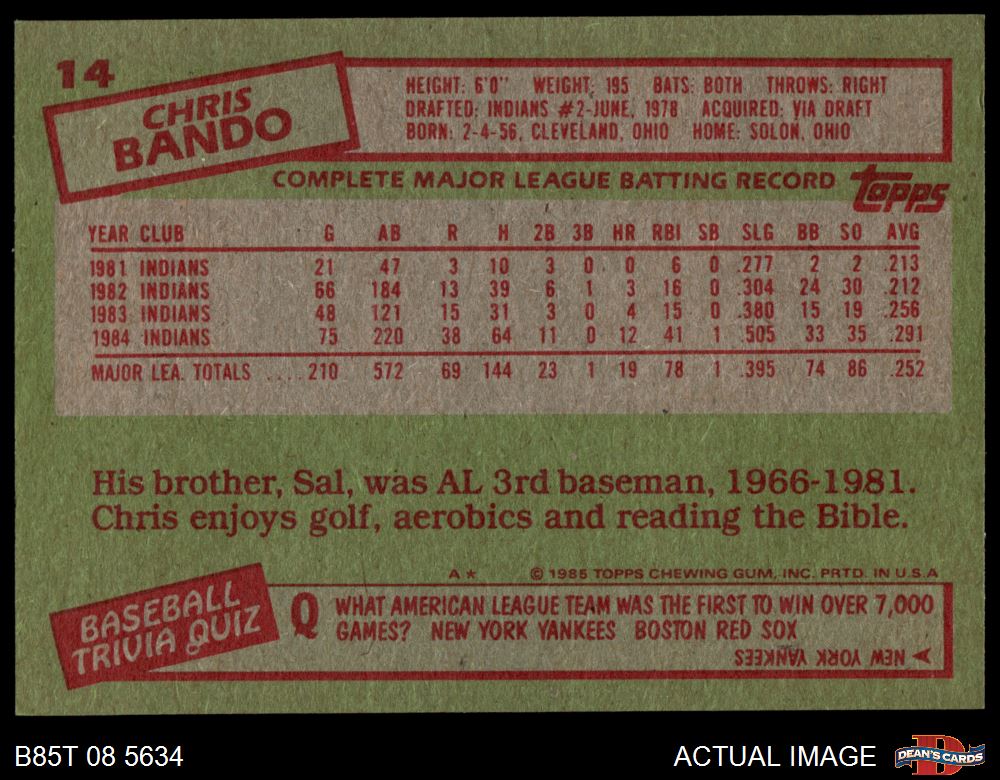 14
CHRIS
BANDO
HEIGHT: 6'0" WEIGHT: 195 BATS: BOTH THROWS: RIGHT
DRAFTED: INDIANS #2-JUNE, 1978 ACQUIRED: VIA DRAFT
BORN: 2-4-56, CLEVELAND, OHIO HOME: SOLON, OHIO
COMPLETE MAJOR LEAGUE BATTING RECORD
topps
YEAR CLUB G AB R H 2B 3B HR RBI SB SLG BB SO AVG
1981 INDIANS 21 47 3 10 3 0 0 6 0 .277 2 2 .213
1982 INDIANS 66 184 13 39 6 1 3 16 0 .304 24 30 .212
1983 INDIANS 48 121 15 31 3 0 4 15 0 .380 15 19 .256
1984 INDIANS 75 220 38 64 11 0 12 41 1 .505 33 35 .291
MAJOR LEA. TOTALS ....210 572 69 144 23 1 19 78 1 .395 74 86 .252
His brother, Sal, was AL 3rd baseman, 1966-1981.
Chris enjoys golf, aerobics and reading the Bible.
A* © 1985 TOPPS CHEWING GUM, INC. PRTD. IN U.S.A
BASEBALL
TRIVIA QUIZ
Q WHAT AMERICAN LEAGUE TEAM WAS THE FIRST TO WIN OVER 7,000
GAMES? NEW YORK YANKEES BOSTON RED SOX
NEW YORK YANKEES
B85T 08 5634
ACTUAL IMAGE
DEAN'S CARDS